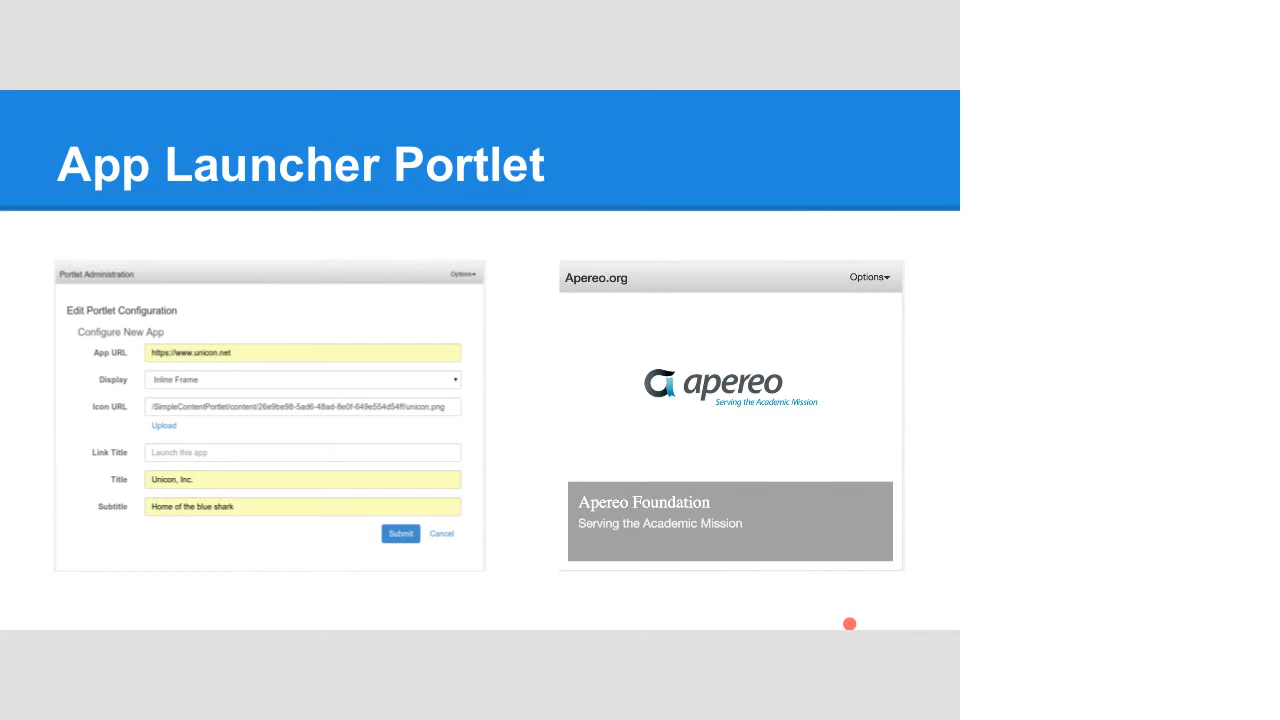 App Launcher Portlet
Portlet Administration Options
Edit Portlet Configuration
Configure New App
App URL https://www.unicon.net
Display Inline Frame
Icon URL /SimpleContentPortlet/content/26e9be98-5ad6-48ad-8e0f-649e554d54ff/unicon.png
Upload
Link Title Launch this app
Title Unicon, Inc.
Subtitle Home of the blue shark
Submit Cancel
Apereo.org Options
apereo
Serving the Academic Mission
Apereo Foundation
Serving the Academic Mission